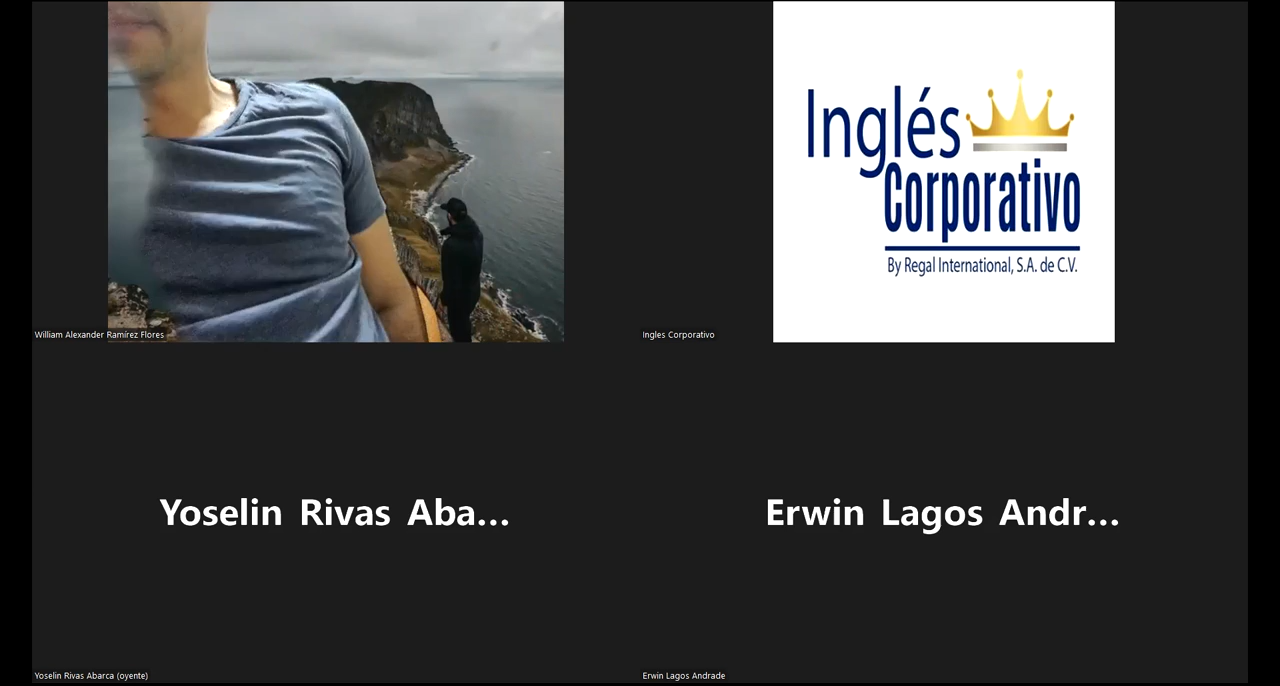 Inglés
Corporativo
By Regal International, S.A. de C.V.
William Alexander Ramírez Flores
Ingles Corporativo
Yoselin Rivas Aba...
Erwin Lagos Andr...
Yoselin Rivas Abarca (oyente)
Erwin Lagos Andrade